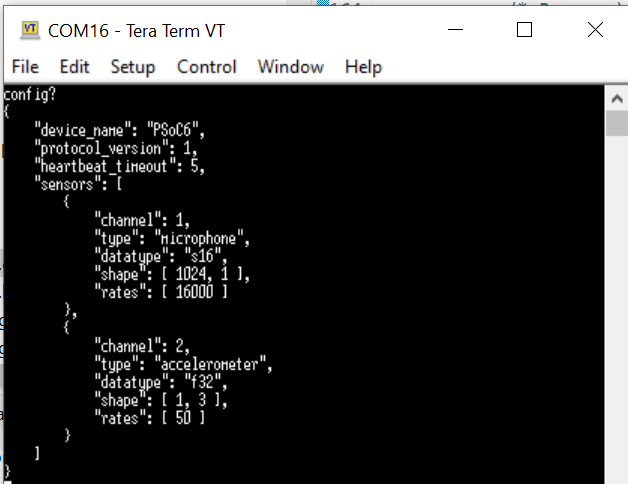 COM16 - Tera Term VT
File Edit Setup Control Window Help
config?
{
    "device_name": "PSoC6",
    "protocol_version": 1,
    "heartbeat_timeout": 5,
    "sensors": [
        {
            "channel": 1,
            "type": "microphone",
            "datatype": "s16",
            "shape": [ 1024, 1 ],
            "rates": [ 16000 ]
        },
        {
            "channel": 2,
            "type": "accelerometer",
            "datatype": "f32",
            "shape": [ 1, 3 ],
            "rates": [ 50 ]
        }
    ]
}